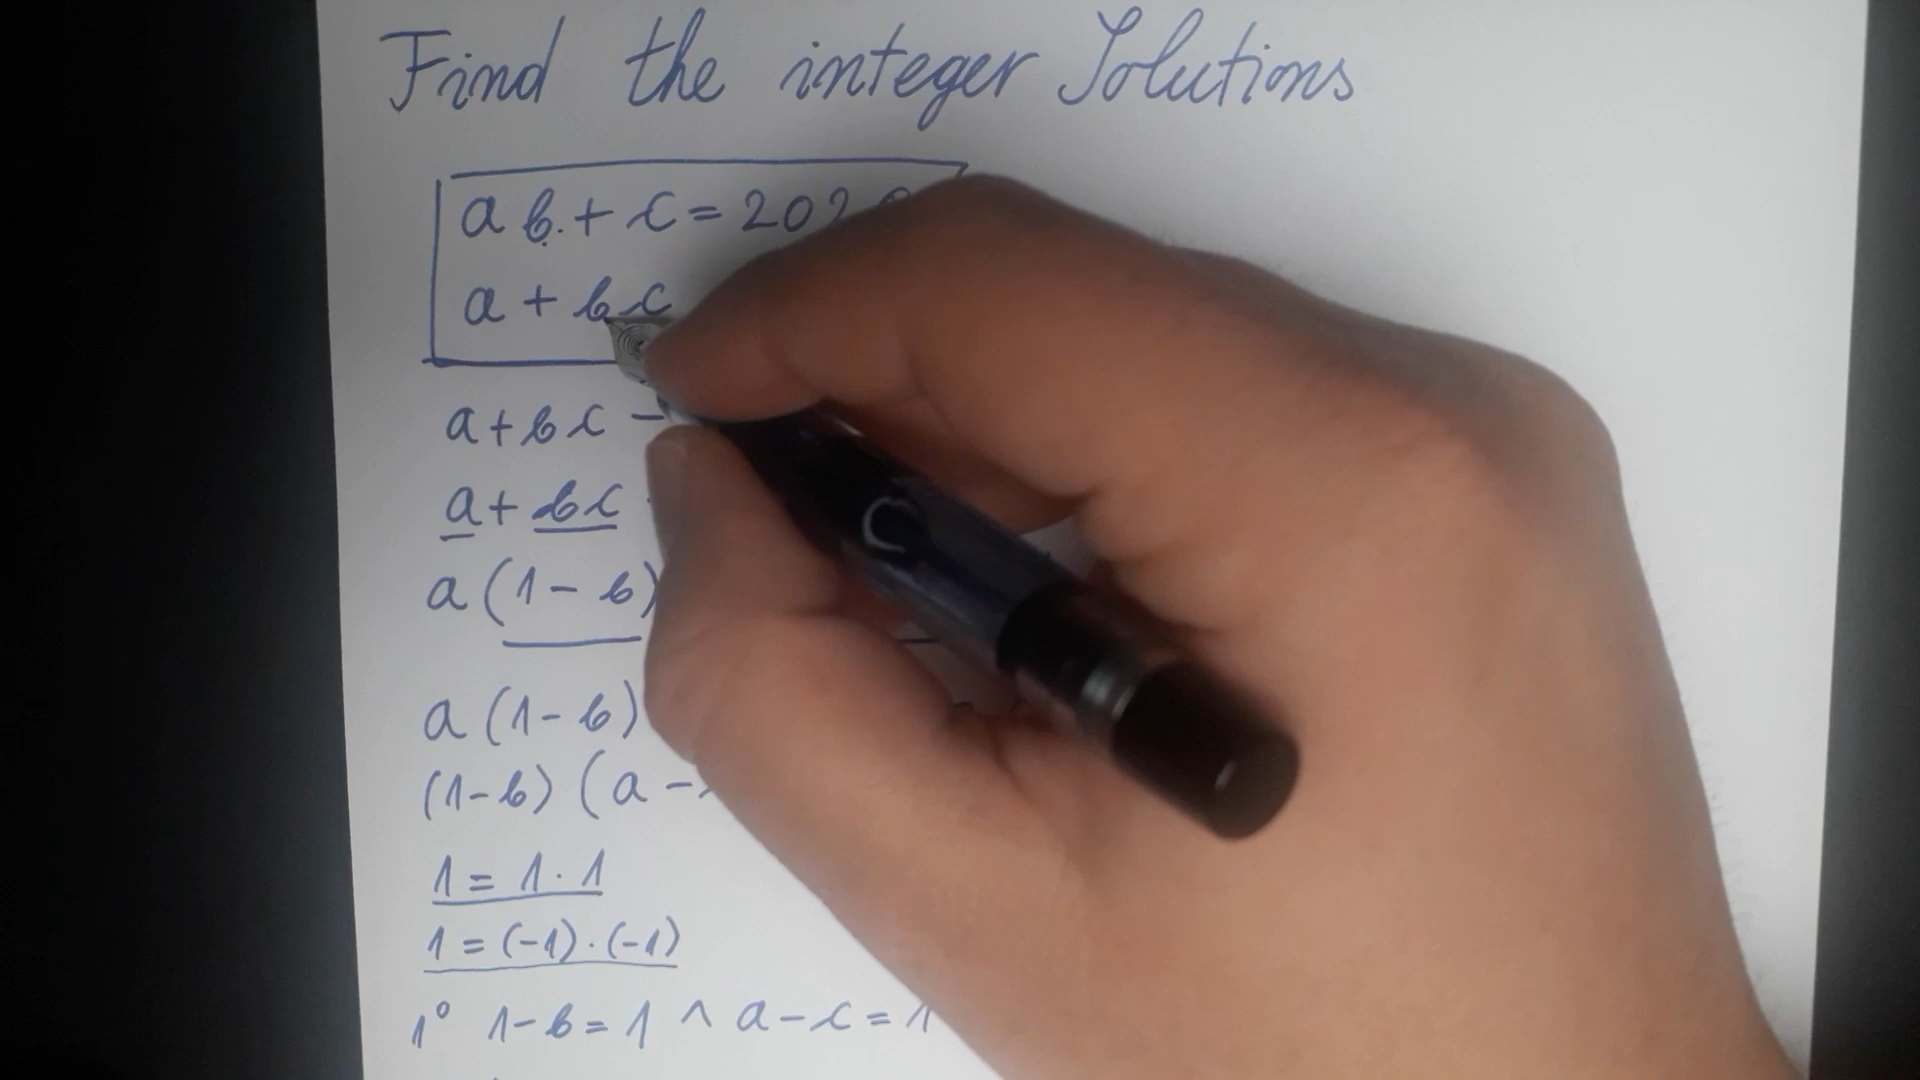 Find the integer Solutions
ab + c = 202
a + bc
a + bc -
a + bc
a (1 - b)
a (1 - b)
(1 - b) (a -
1 = 1 · 1
1 = (-1) · (-1)
1° 1 - b = 1 ∧ a - c = 1